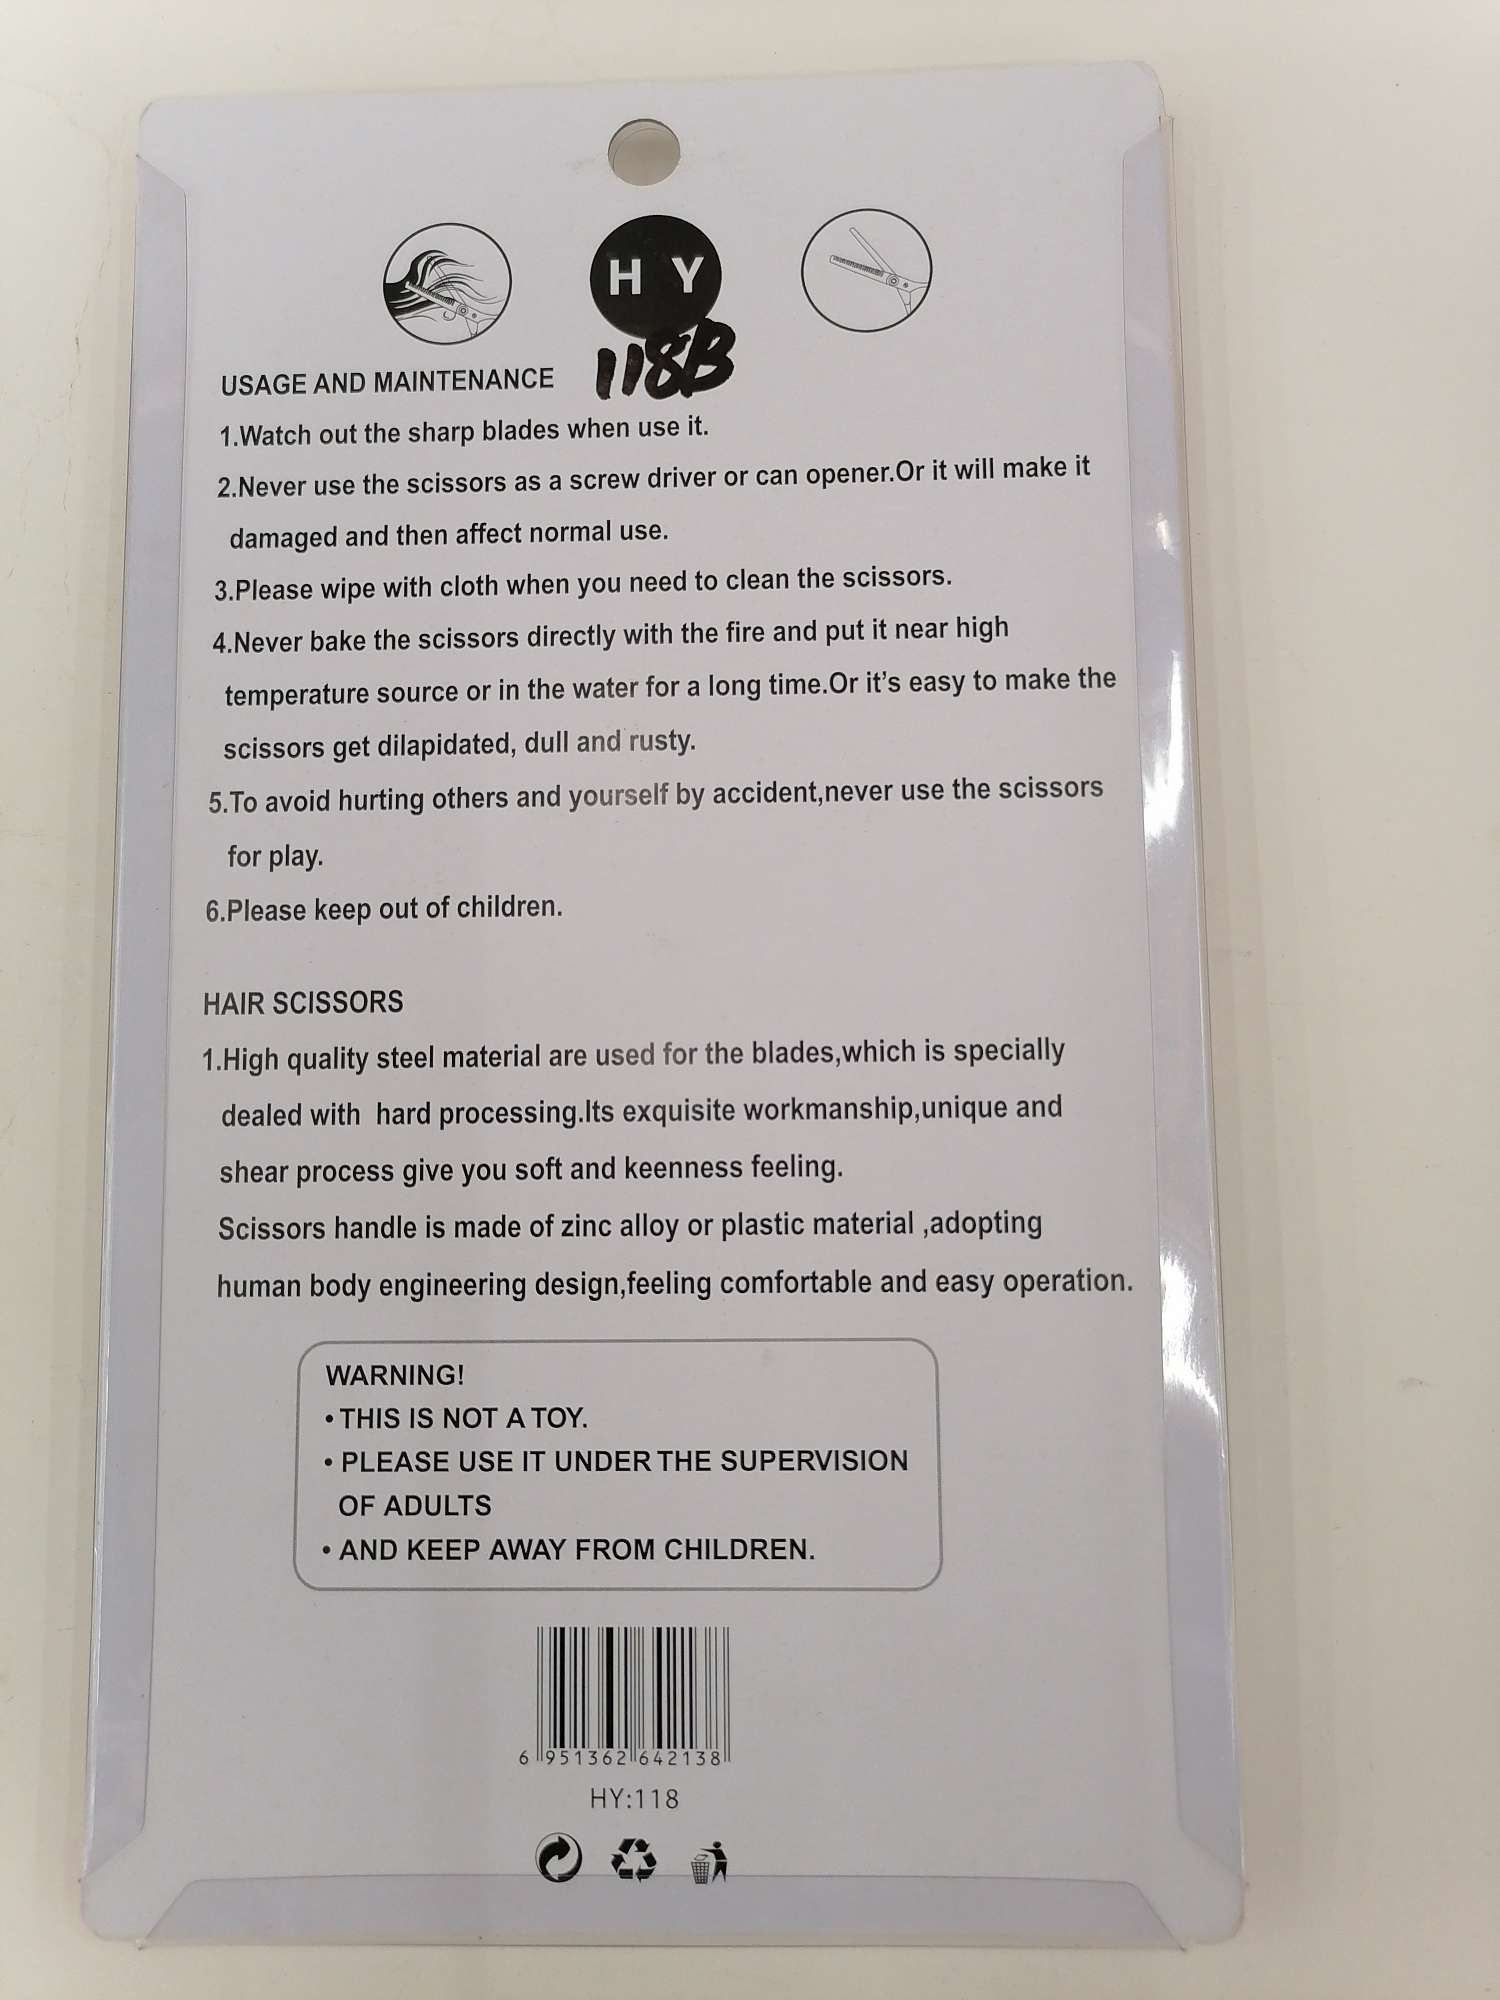 H Y
118B
USAGE AND MAINTENANCE
1.Watch out the sharp blades when use it.
2.Never use the scissors as a screw driver or can opener.Or it will make it
damaged and then affect normal use.
3.Please wipe with cloth when you need to clean the scissors.
4.Never bake the scissors directly with the fire and put it near high
temperature source or in the water for a long time.Or it's easy to make the
scissors get dilapidated, dull and rusty.
5.To avoid hurting others and yourself by accident,never use the scissors
for play.
6.Please keep out of children.
HAIR SCISSORS
1.High quality steel material are used for the blades,which is specially
dealed with hard processing.Its exquisite workmanship,unique and
shear process give you soft and keenness feeling.
Scissors handle is made of zinc alloy or plastic material ,adopting
human body engineering design,feeling comfortable and easy operation.
WARNING!
• THIS IS NOT A TOY.
• PLEASE USE IT UNDER THE SUPERVISION
OF ADULTS
• AND KEEP AWAY FROM CHILDREN.
6 951362 642138
HY:118